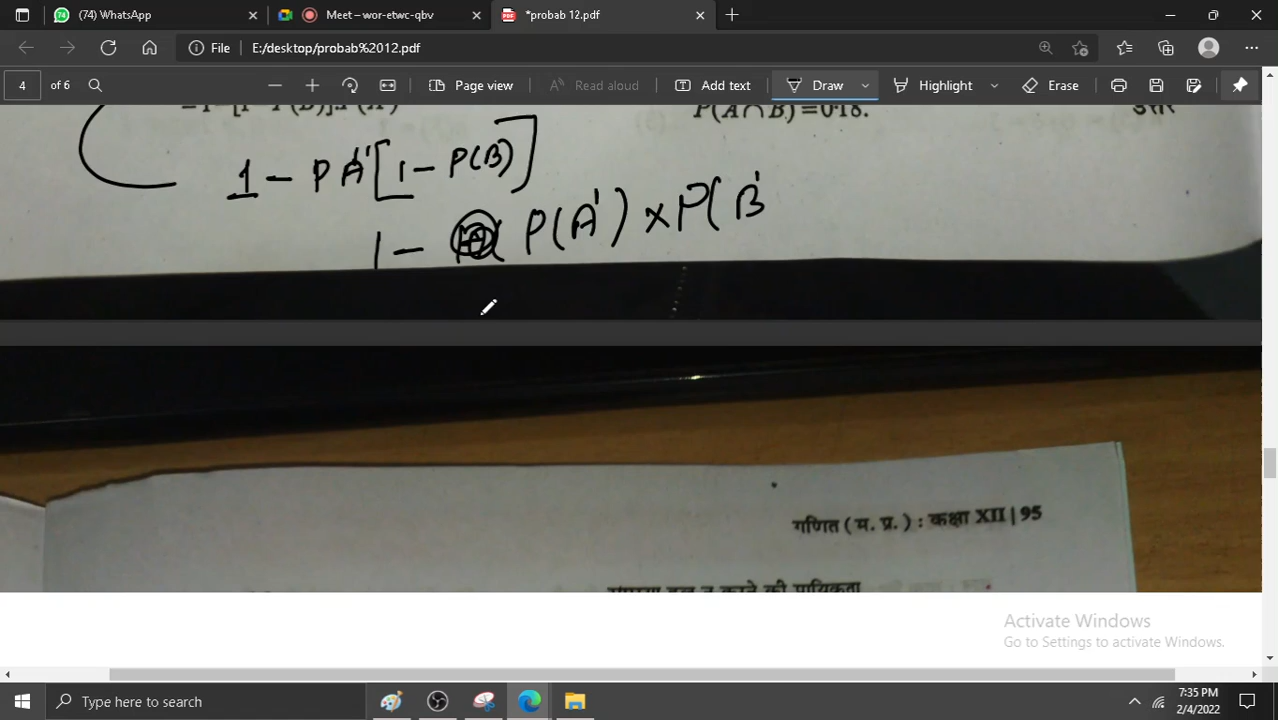 (74) WhatsApp
Meet – wor-etwc-qbv
*probab 12.pdf
File
E:/desktop/probab%2012.pdf
4 of 6
Page view
Read aloud
Add text
Draw
Highlight
Erase
P(A∩B)=0·18.
उत्तर
1 – P A' [1 – P(B)]
1 – P(A') × P(B'
गणित (म. प्र.) : कक्षा XII | 95
Activate Windows
Go to Settings to activate Windows.
Type here to search
7:35 PM
2/4/2022